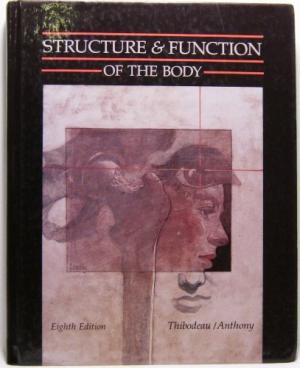 STRUCTURE & FUNCTION
OF THE BODY
Eighth Edition
Thibodeau/Anthony